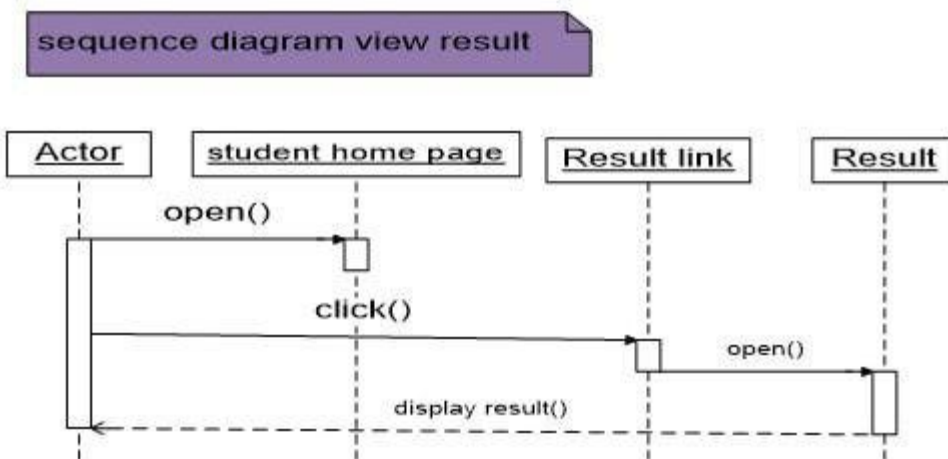 sequence diagram view result
Actor
student home page
Result link
Result
open()
click()
open()
display result()